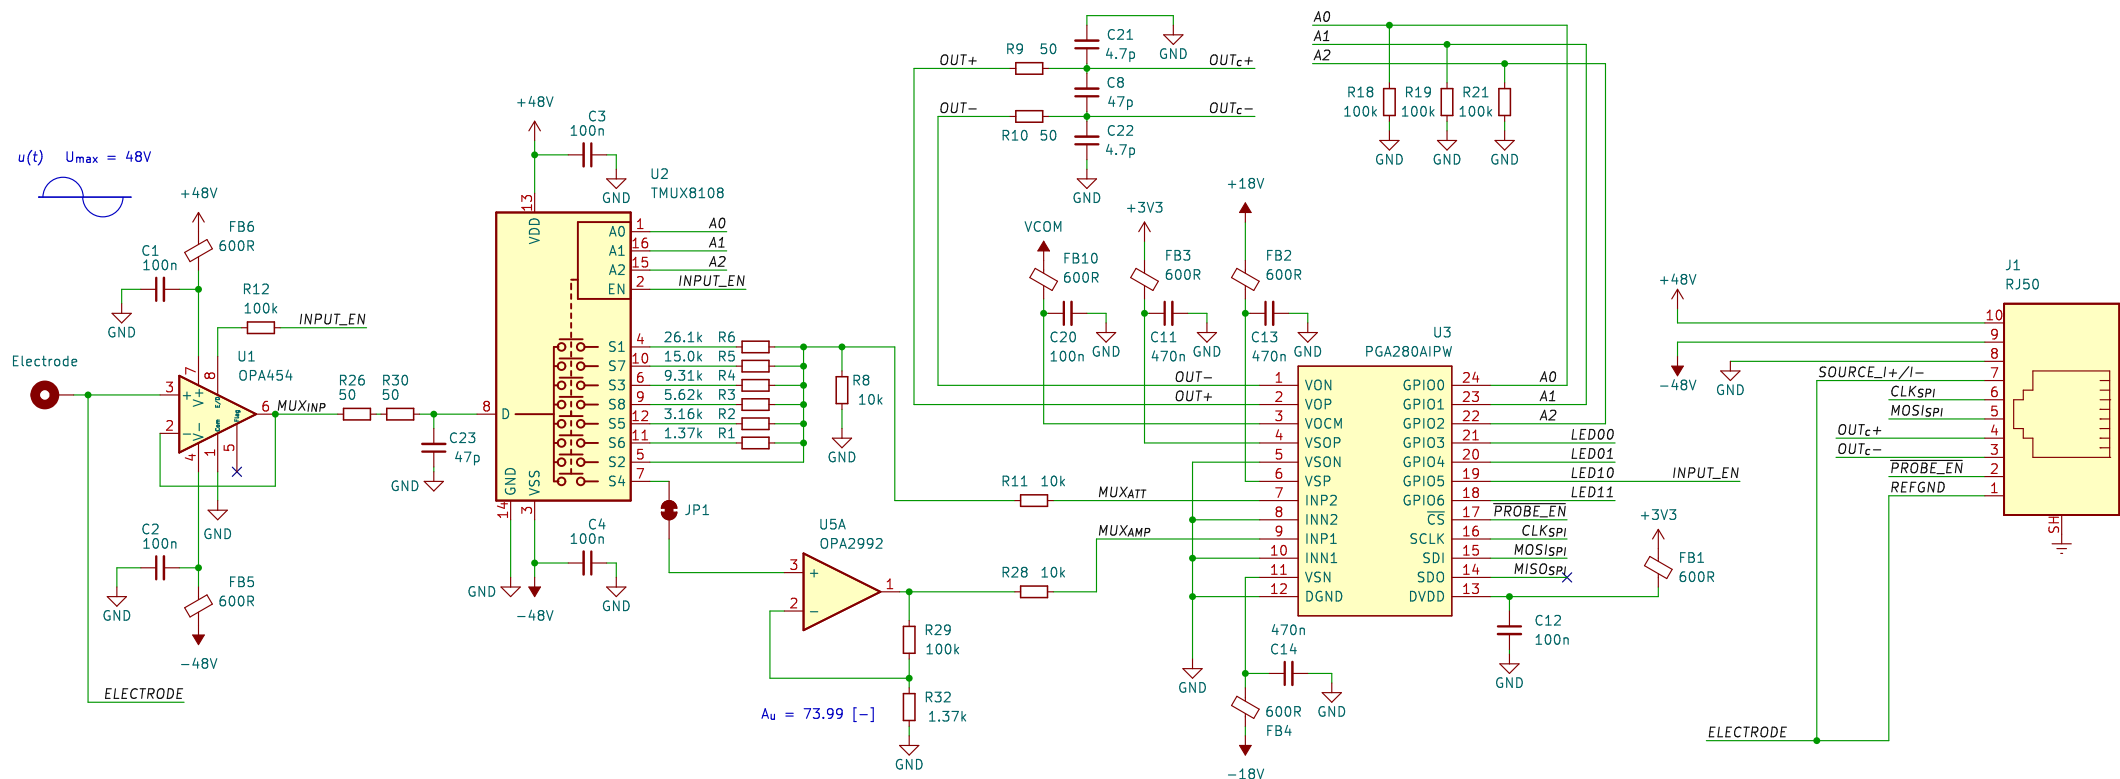 u(t) Umax = 48V
+48V
FB6
600R
C1
100n
GND
R12
100k
INPUT_EN
Electrode
U1
OPA454
3
2
7
8
6
4
1
5
+
−
V+
V−
E/D
Com
Flag
MUXINP
R26
50
R30
50
C23
47p
GND
GND
C2
100n
GND
FB5
600R
−48V
ELECTRODE
+48V
C3
100n
GND
U2
TMUX8108
13
VDD
A0 1 A0
A1 16 A1
A2 15 A2
EN 2 INPUT_EN
8 D
S1 4 26.1k R6
S7 10 15.0k R5
S3 6 9.31k R4
S8 9 5.62k R3
S5 12 3.16k R2
S6 11 1.37k R1
S2 5
S4 7
GND
VSS
14
3
GND
−48V
C4
100n
GND
JP1
R8
10k
GND
U5A
OPA2992
3 +
2 −
1
R29
100k
R32
1.37k
GND
Au = 73.99 [−]
R11 10k
MUXATT
R28 10k
MUXAMP
OUT+ R9 50 OUTc+
C21
4.7p
GND
C8
47p
OUT− R10 50 OUTc−
C22
4.7p
GND
A0
A1
A2
R18
100k
GND
R19
100k
GND
R21
100k
GND
VCOM
FB10
600R
C20
100n
GND
+3V3
FB3
600R
C11
470n
GND
+18V
FB2
600R
C13
470n
GND
U3
PGA280AIPW
OUT− 1 VON
OUT+ 2 VOP
3 VOCM
4 VSOP
5 VSON
6 VSP
7 INP2
8 INN2
9 INP1
10 INN1
11 VSN
12 DGND
GPIO0 24 A0
GPIO1 23 A1
GPIO2 22 A2
GPIO3 21 LED00
GPIO4 20 LED01
GPIO5 19 LED10 INPUT_EN
GPIO6 18 LED11
CS 17 PROBE_EN
SCLK 16 CLKSPI
SDI 15 MOSISPI
SDO 14 MISOSPI
DVDD 13
GND
470n
C14
GND
600R
FB4
−18V
+3V3
FB1
600R
C12
100n
GND
J1
RJ50
+48V
−48V
GND
10
9
8
SOURCE_I+/I− 7
CLKSPI 6
MOSISPI 5
OUTc+ 4
OUTc− 3
PROBE_EN 2
REFGND 1
SH
ELECTRODE